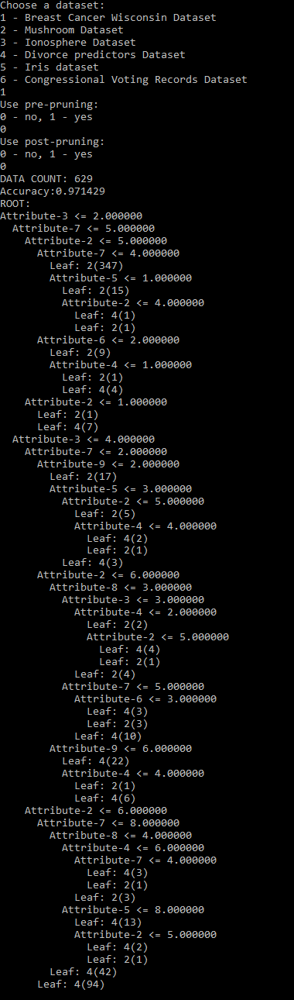 Choose a dataset:
1 - Breast Cancer Wisconsin Dataset
2 - Mushroom Dataset
3 - Ionosphere Dataset
4 - Divorce predictors Dataset
5 - Iris dataset
6 - Congressional Voting Records Dataset
1
Use pre-pruning:
0 - no, 1 - yes
0
Use post-pruning:
0 - no, 1 - yes
0
DATA COUNT: 629
Accuracy:0.971429
ROOT:
Attribute-3 <= 2.000000
  Attribute-7 <= 5.000000
    Attribute-2 <= 5.000000
      Attribute-7 <= 4.000000
        Leaf: 2(347)
        Attribute-5 <= 1.000000
          Leaf: 2(15)
          Attribute-2 <= 4.000000
            Leaf: 4(1)
            Leaf: 2(1)
      Attribute-6 <= 2.000000
        Leaf: 2(9)
        Attribute-4 <= 1.000000
          Leaf: 2(1)
          Leaf: 4(4)
    Attribute-2 <= 1.000000
      Leaf: 2(1)
      Leaf: 4(7)
  Attribute-3 <= 4.000000
    Attribute-7 <= 2.000000
      Attribute-9 <= 2.000000
        Leaf: 2(17)
        Attribute-5 <= 3.000000
          Attribute-2 <= 5.000000
            Leaf: 2(5)
            Attribute-4 <= 4.000000
              Leaf: 4(2)
              Leaf: 2(1)
          Leaf: 4(3)
      Attribute-2 <= 6.000000
        Attribute-8 <= 3.000000
          Attribute-3 <= 3.000000
            Attribute-4 <= 2.000000
              Leaf: 2(2)
              Attribute-2 <= 5.000000
                Leaf: 4(4)
                Leaf: 2(1)
            Leaf: 2(4)
          Attribute-7 <= 5.000000
            Attribute-6 <= 3.000000
              Leaf: 4(3)
              Leaf: 2(3)
            Leaf: 4(10)
        Attribute-9 <= 6.000000
          Leaf: 4(22)
          Attribute-4 <= 4.000000
            Leaf: 2(1)
            Leaf: 4(6)
    Attribute-2 <= 6.000000
      Attribute-7 <= 8.000000
        Attribute-8 <= 4.000000
          Attribute-4 <= 6.000000
            Attribute-7 <= 4.000000
              Leaf: 4(3)
              Leaf: 2(1)
            Leaf: 2(3)
          Attribute-5 <= 8.000000
            Leaf: 4(13)
            Attribute-2 <= 5.000000
              Leaf: 4(2)
              Leaf: 2(1)
        Leaf: 4(42)
      Leaf: 4(94)